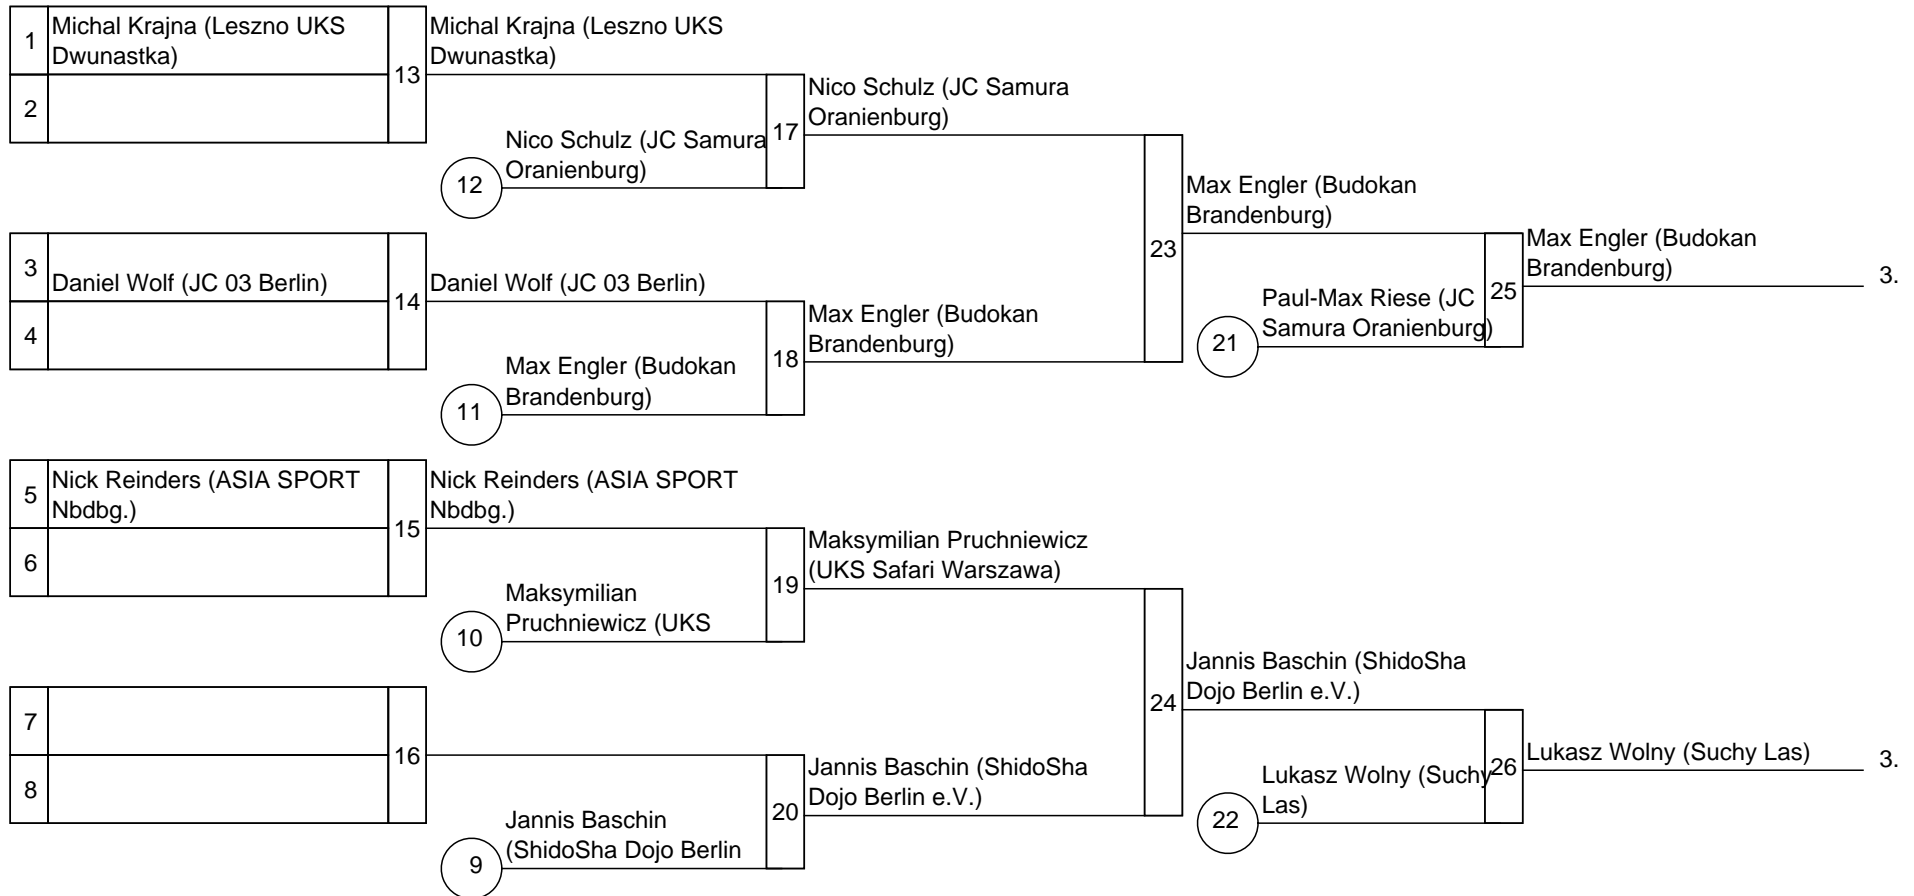 1
Michal Krajna (Leszno UKS
Dwunastka)
2
13
Michal Krajna (Leszno UKS
Dwunastka)
12
Nico Schulz (JC Samura
Oranienburg)
17
Nico Schulz (JC Samura
Oranienburg)
3
Daniel Wolf (JC 03 Berlin)
4
14
Daniel Wolf (JC 03 Berlin)
11
Max Engler (Budokan
Brandenburg)
18
Max Engler (Budokan
Brandenburg)
23
Max Engler (Budokan
Brandenburg)
21
Paul-Max Riese (JC
Samura Oranienburg)
25
Max Engler (Budokan
Brandenburg)
3.
5
Nick Reinders (ASIA SPORT
Nbdbg.)
6
15
Nick Reinders (ASIA SPORT
Nbdbg.)
10
Maksymilian
Pruchniewicz (UKS
19
Maksymilian Pruchniewicz
(UKS Safari Warszawa)
7
8
16
9
Jannis Baschin
(ShidoSha Dojo Berlin
20
Jannis Baschin (ShidoSha
Dojo Berlin e.V.)
24
Jannis Baschin (ShidoSha
Dojo Berlin e.V.)
22
Lukasz Wolny (Suchy
Las)
26
Lukasz Wolny (Suchy Las)
3.